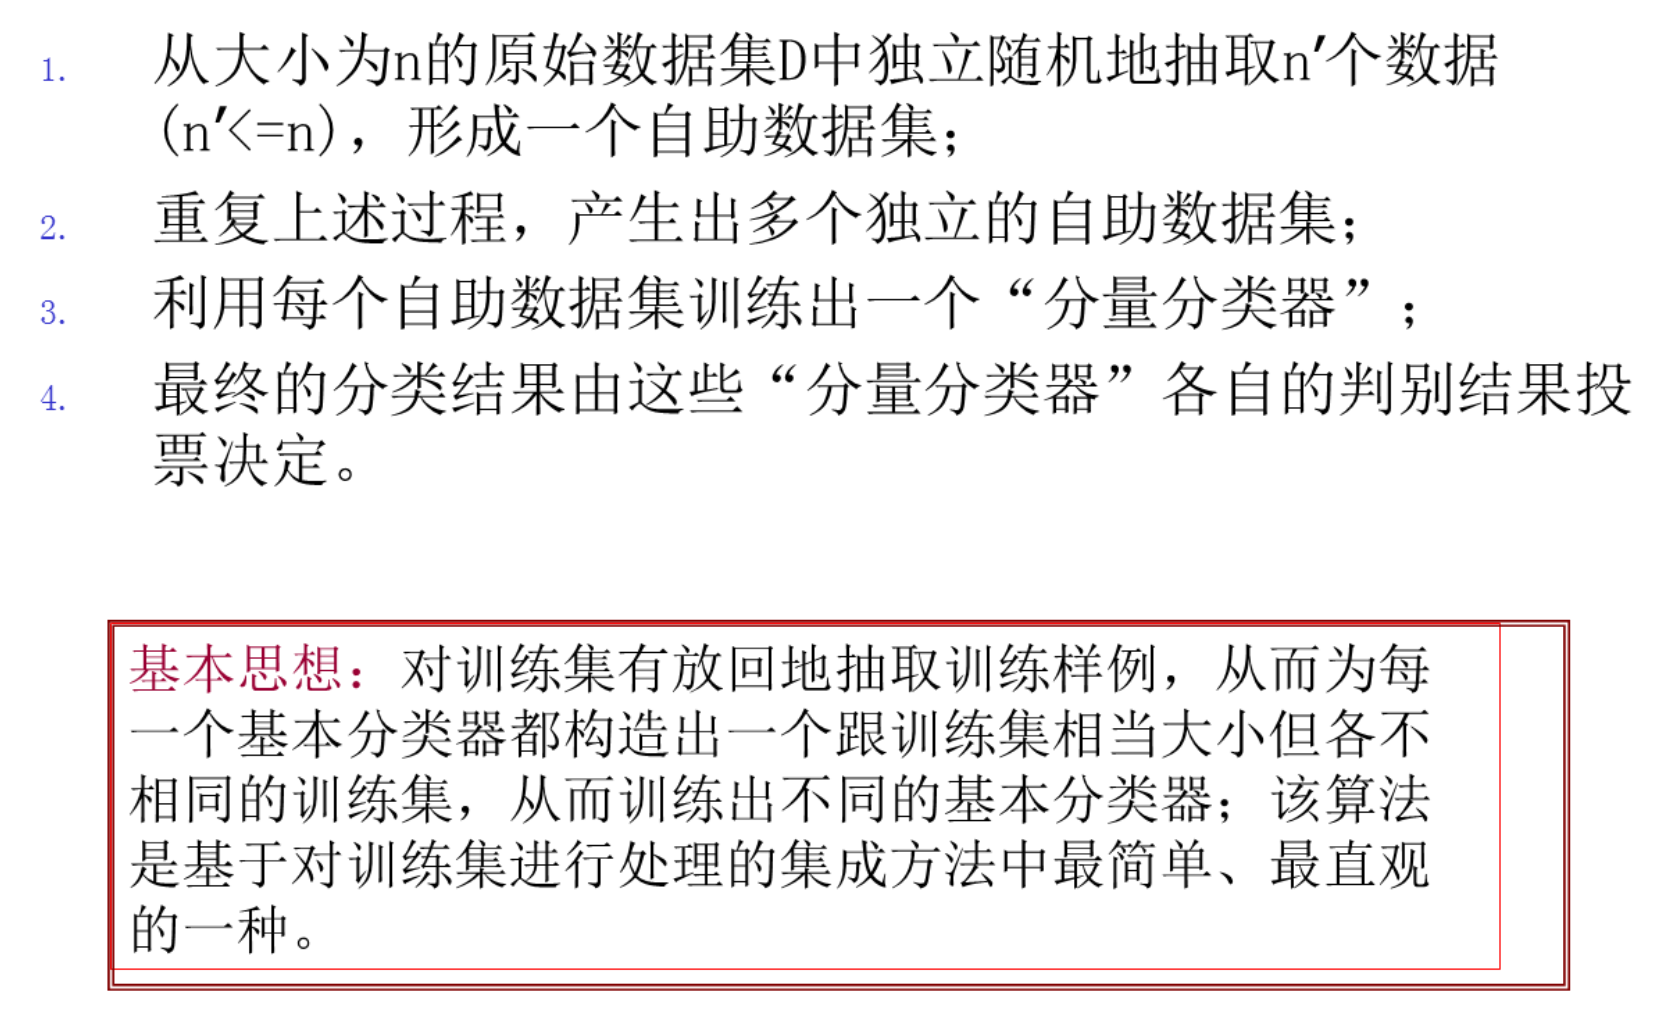 1. 从大小为n的原始数据集D中独立随机地抽取n′个数据
(n′<=n)，形成一个自助数据集；
2. 重复上述过程，产生出多个独立的自助数据集；
3. 利用每个自助数据集训练出一个“分量分类器”；
4. 最终的分类结果由这些“分量分类器”各自的判别结果投
票决定。
基本思想：对训练集有放回地抽取训练样例，从而为每
一个基本分类器都构造出一个跟训练集相当大小但各不
相同的训练集，从而训练出不同的基本分类器；该算法
是基于对训练集进行处理的集成方法中最简单、最直观
的一种。